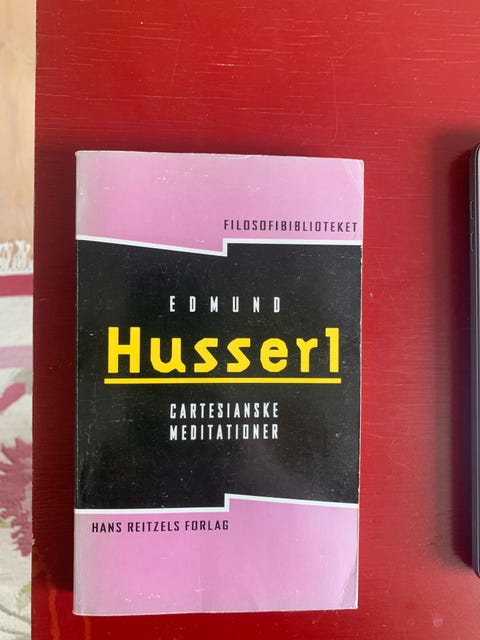 FILOSOFIBIBLIOTEKET
EDMUND
Husserl
CARTESIANSKE
MEDITATIONER
HANS REITZELS FORLAG